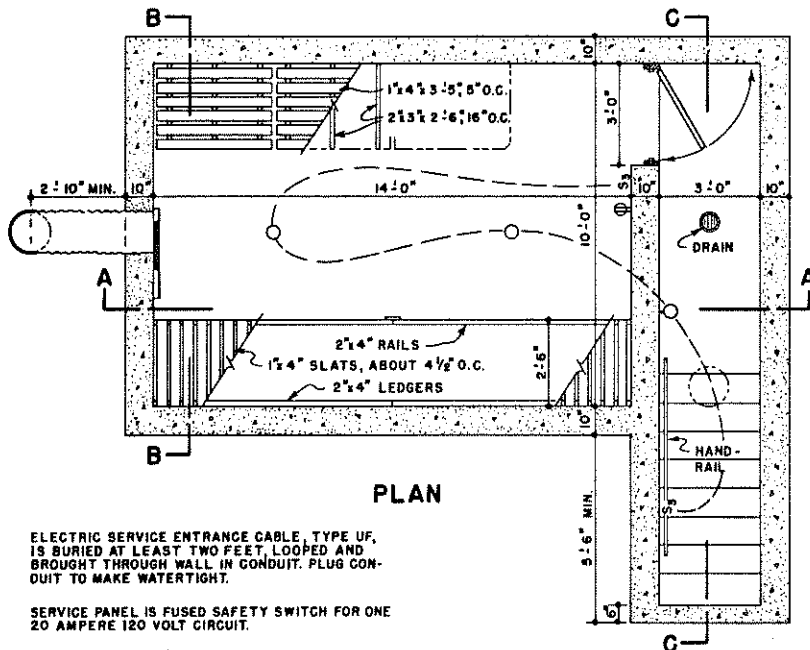 B
C
10"
1"x4"x 3'-5", 5" O.C.
2"x3"x 2'-6", 16" O.C.
3'-0"
S3
2'-10" MIN.
10"
14'-0"
10"
3'-0"
10"
10'-0"
DRAIN
A
A
2"x4" RAILS
1"x4" SLATS, ABOUT 4 1/2" O.C.
2"x4" LEDGERS
2'-6"
B
10"
HAND-
RAIL
S3
PLAN
5'-6" MIN.
6"
C
ELECTRIC SERVICE ENTRANCE CABLE, TYPE UF,
IS BURIED AT LEAST TWO FEET, LOOPED AND
BROUGHT THROUGH WALL IN CONDUIT. PLUG CON-
DUIT TO MAKE WATERTIGHT.
SERVICE PANEL IS FUSED SAFETY SWITCH FOR ONE
20 AMPERE 120 VOLT CIRCUIT.